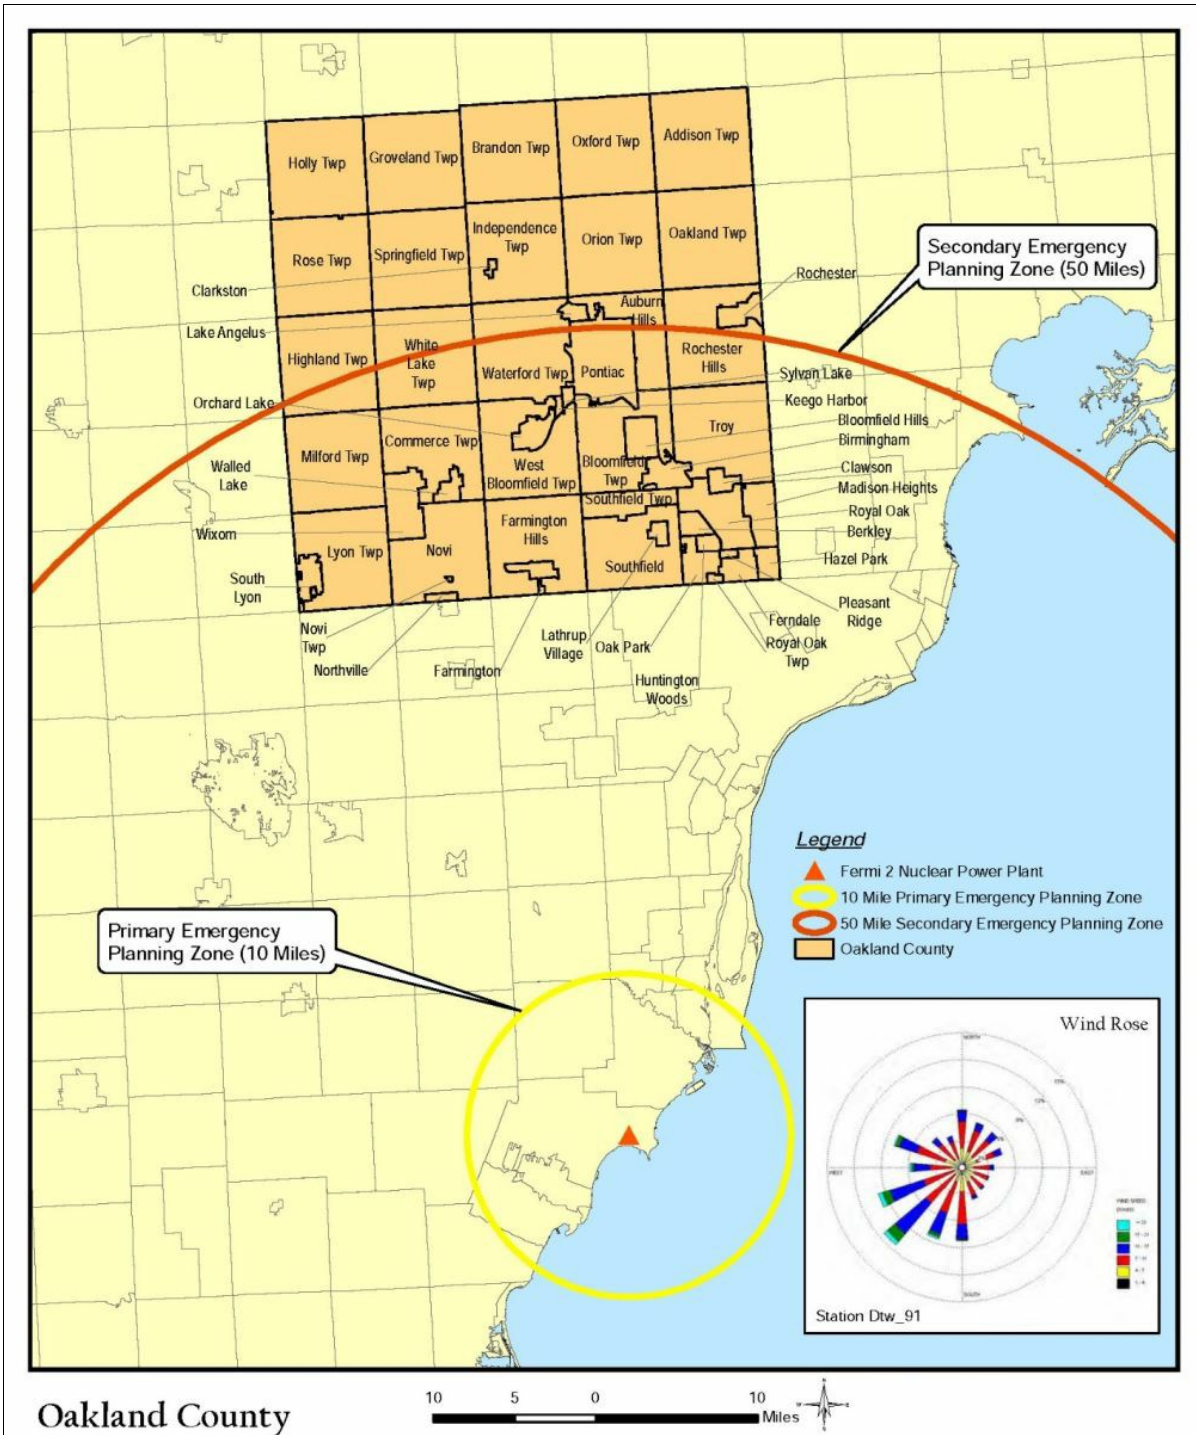 Holly Twp
Groveland Twp
Brandon Twp
Oxford Twp
Addison Twp
Rose Twp
Springfield Twp
Independence
Twp
Orion Twp
Oakland Twp
Secondary Emergency
Planning Zone (50 Miles)
Clarkston
Rochester
Lake Angelus
Auburn
Hills
Highland Twp
White
Lake
Twp
Waterford Twp
Pontiac
Rochester
Hills
Sylvan Lake
Orchard Lake
Keego Harbor
Bloomfield Hills
Birmingham
Commerce Twp
Troy
Milford Twp
West
Bloomfield Twp
Bloomfield
Twp
Clawson
Walled
Lake
Madison Heights
Southfield Twp
Royal Oak
Berkley
Wixom
Farmington
Hills
Lyon Twp
Novi
Southfield
Hazel Park
South
Lyon
Pleasant
Ridge
Novi
Twp
Northville
Farmington
Lathrup
Village
Oak Park
Ferndale
Royal Oak
Twp
Huntington
Woods
Legend
Fermi 2 Nuclear Power Plant
10 Mile Primary Emergency Planning Zone
50 Mile Secondary Emergency Planning Zone
Oakland County
Primary Emergency
Planning Zone (10 Miles)
Wind Rose
NORTH
WEST
EAST
SOUTH
Station Dtw_91
Oakland County
10 5 0 10
Miles